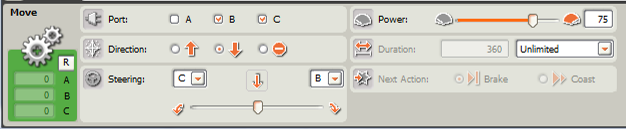 Move
Port: A B C
Power: 75
R
Direction:
Duration: 360 Unlimited
0 A
0 B
0 C
Steering: C B
Next Action: Brake Coast